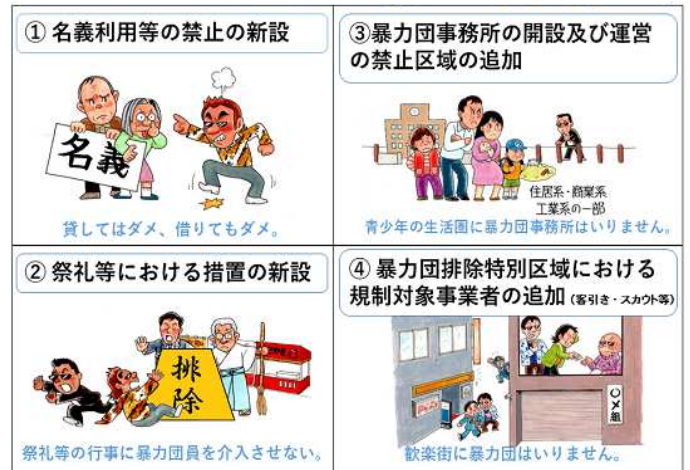 ① 名義利用等の禁止の新設
名義
貸してはダメ、借りてもダメ。
② 祭礼等における措置の新設
排除
祭礼等の行事に暴力団員を介入させない。
③暴力団事務所の開設及び運営
の禁止区域の追加
住居系・商業系
工業系の一部
青少年の生活圏に暴力団事務所はいりません。
④ 暴力団排除特別区域における
規制対象事業者の追加(客引き・スカウト等)
〇メ組
歓楽街に暴力団はいりません。